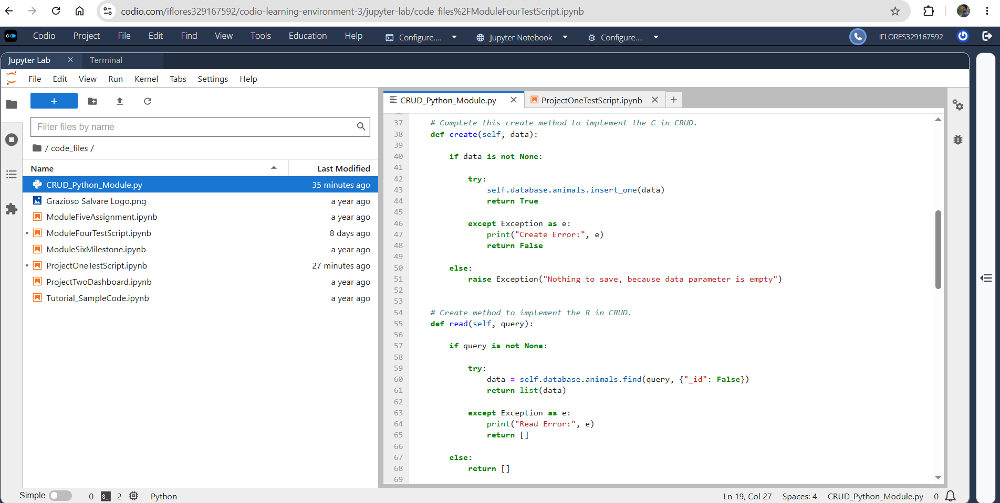 codio.com/iflores329167592/codio-learning-environment-3/jupyter-lab/code_files%2FModuleFourTestScript.ipynb
Codio Project File Edit Find View Tools Education Help Configure.... Jupyter Notebook Configure.... IFLORES329167592
Jupyter Lab Terminal
File Edit View Run Kernel Tabs Settings Help
+
Filter files by name
/ code_files /
Name Last Modified
CRUD_Python_Module.py 35 minutes ago
Grazioso Salvare Logo.png a year ago
ModuleFiveAssignment.ipynb a year ago
ModuleFourTestScript.ipynb 8 days ago
ModuleSixMilestone.ipynb a year ago
ProjectOneTestScript.ipynb 27 minutes ago
ProjectTwoDashboard.ipynb a year ago
Tutorial_SampleCode.ipynb a year ago
CRUD_Python_Module.py ProjectOneTestScript.ipynb +
37     # Complete this create method to implement the C in CRUD.
38     def create(self, data):
39
40         if data is not None:
41
42             try:
43                 self.database.animals.insert_one(data)
44                 return True
45
46             except Exception as e:
47                 print("Create Error:", e)
48                 return False
49
50         else:
51             raise Exception("Nothing to save, because data parameter is empty")
52
53
54     # Create method to implement the R in CRUD.
55     def read(self, query):
56
57         if query is not None:
58
59             try:
60                 data = self.database.animals.find(query, {"_id": False})
61                 return list(data)
62
63             except Exception as e:
64                 print("Read Error:", e)
65                 return []
66
67         else:
68             return []
69
Simple 0 $_ 2 Python Ln 19, Col 27 Spaces: 4 CRUD_Python_Module.py 0